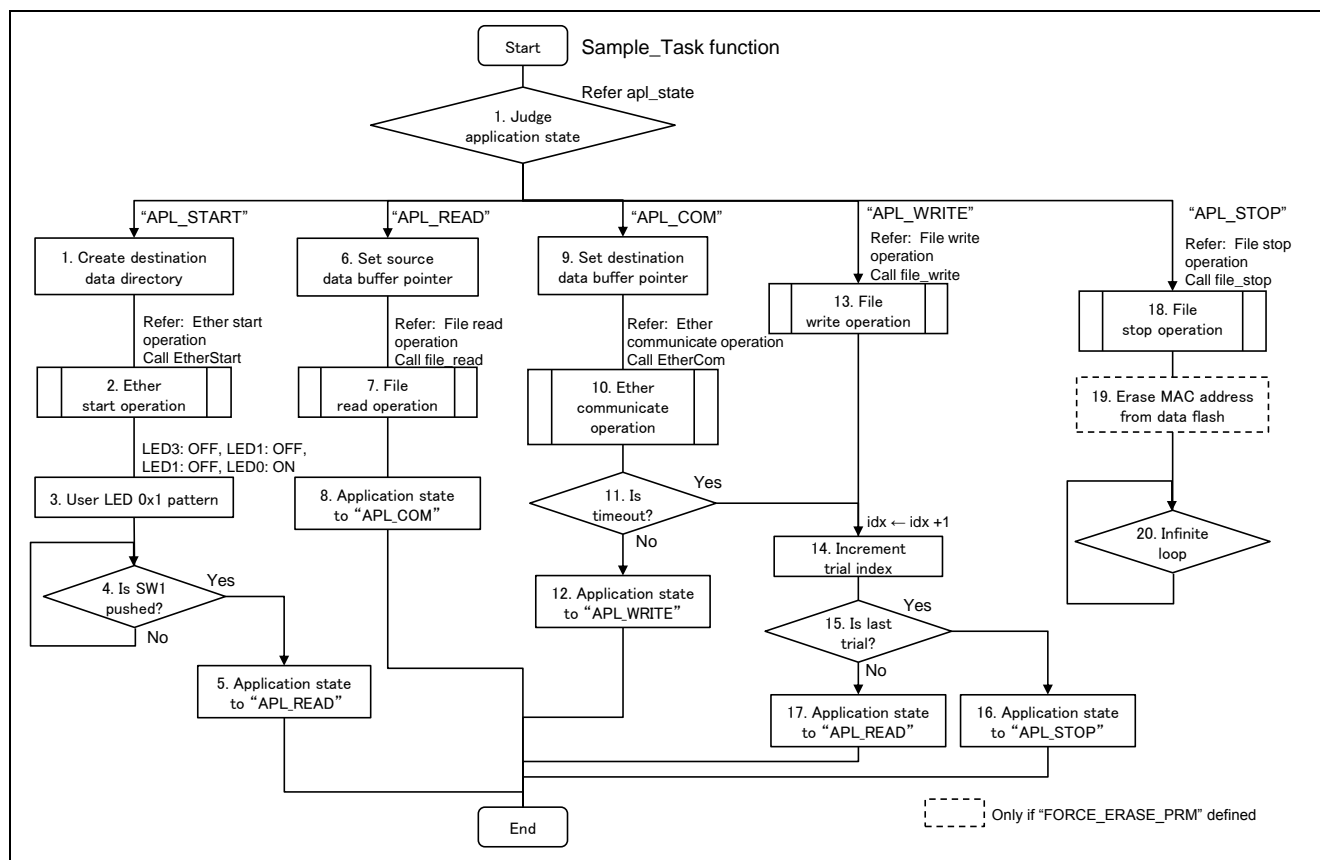 Start
Sample_Task function
Refer apl_state
1. Judge
application state
“APL_START”
1. Create destination
data directory
Refer:  Ether start
operation
Call EtherStart
2. Ether
start operation
LED3: OFF, LED1: OFF,
LED1: OFF, LED0: ON
3. User LED 0x1 pattern
4. Is SW1
pushed?
Yes
No
5. Application state
to “APL_READ”
“APL_READ”
6. Set source
data buffer pointer
Refer:  File read
operation
Call file_read
7. File
read operation
8. Application state
to “APL_COM”
“APL_COM”
9. Set destination
data buffer pointer
Refer:  Ether
communicate operation
Call EtherCom
10. Ether
communicate
operation
11. Is
timeout?
Yes
No
12. Application state
to “APL_WRITE”
“APL_WRITE”
Refer:  File write
operation
Call file_write
13. File
write operation
idx ← idx +1
14. Increment
trial index
15. Is last
trial?
Yes
No
17. Application state
to “APL_READ”
16. Application state
to “APL_STOP”
“APL_STOP”
Refer:  File stop
operation
Call file_stop
18. File
stop operation
19. Erase MAC address
from data flash
20. Infinite
loop
End
Only if “FORCE_ERASE_PRM” defined